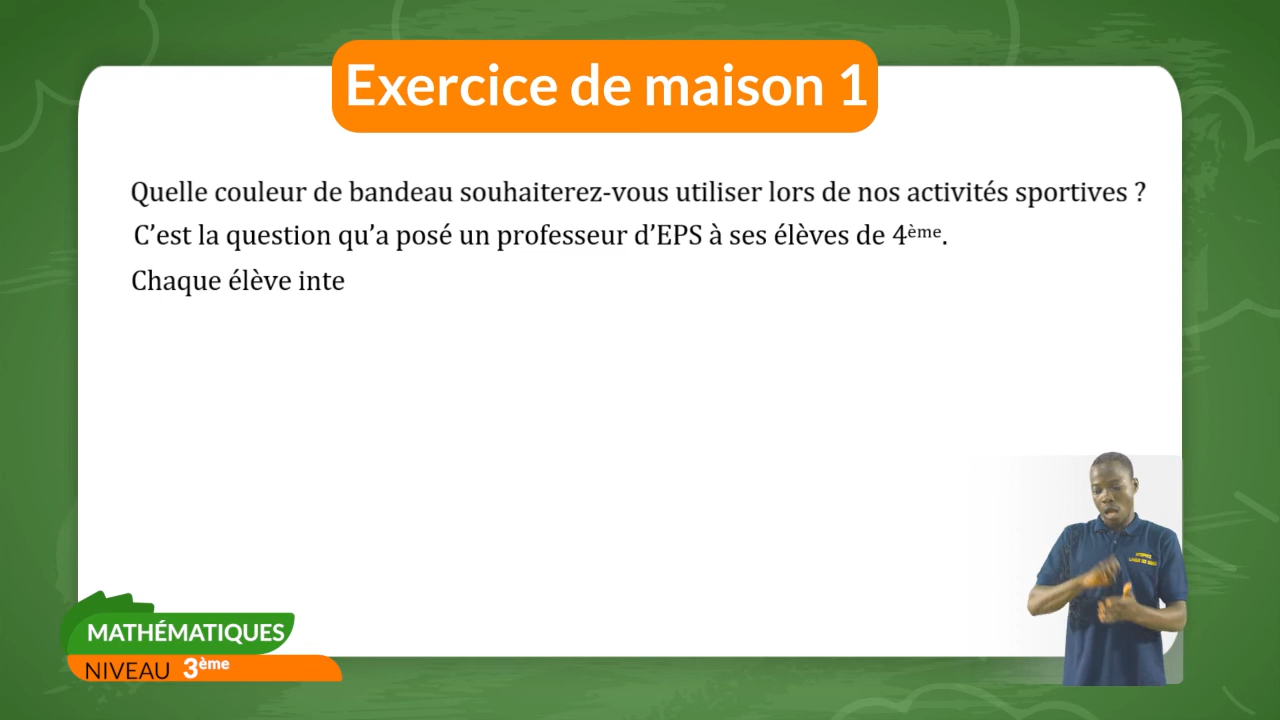 Exercice de maison 1
Quelle couleur de bandeau souhaiterez-vous utiliser lors de nos activités sportives ?
C’est la question qu’a posé un professeur d’EPS à ses élèves de 4ème.
Chaque élève inte
MATHÉMATIQUES
NIVEAU 3ème